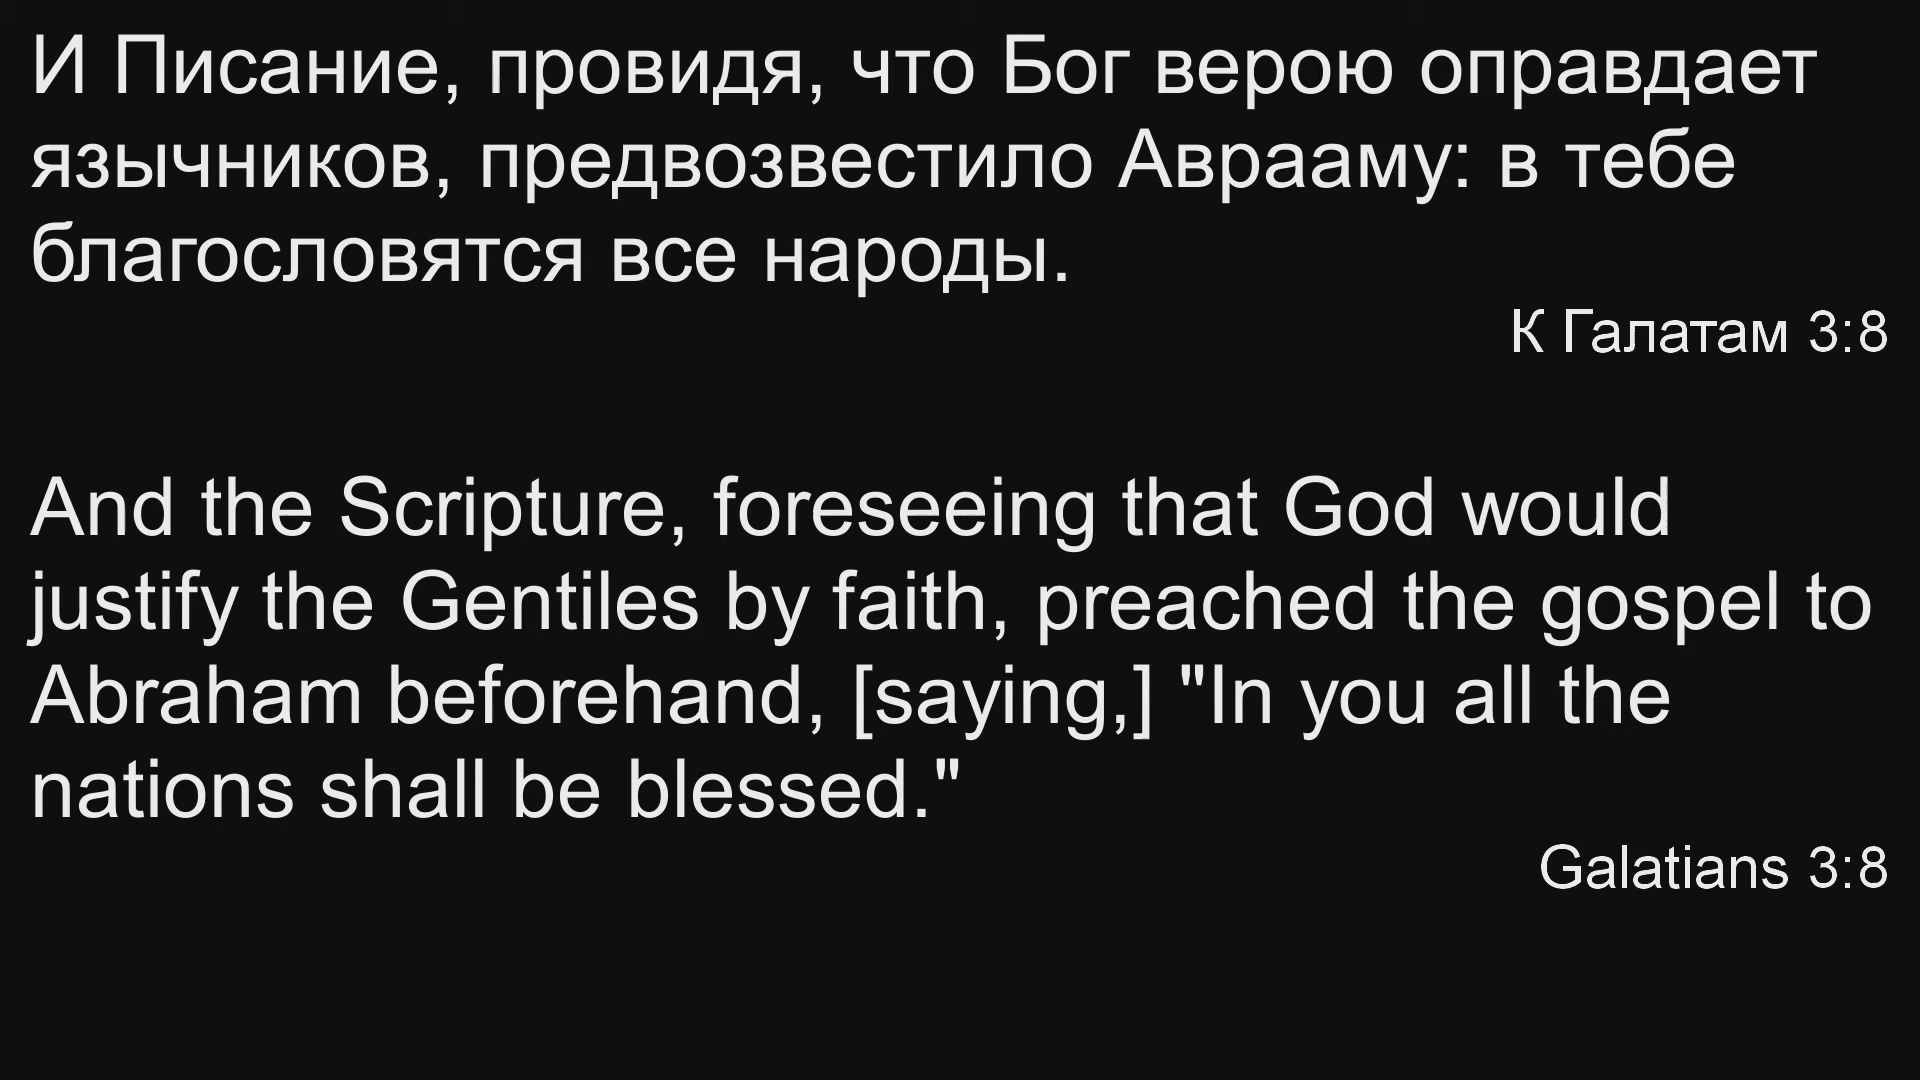 И Писание, провидя, что Бог верою оправдает
язычников, предвозвестило Аврааму: в тебе
благословятся все народы.
К Галатам 3:8
And the Scripture, foreseeing that God would
justify the Gentiles by faith, preached the gospel to
Abraham beforehand, [saying,] "In you all the
nations shall be blessed."
Galatians 3:8